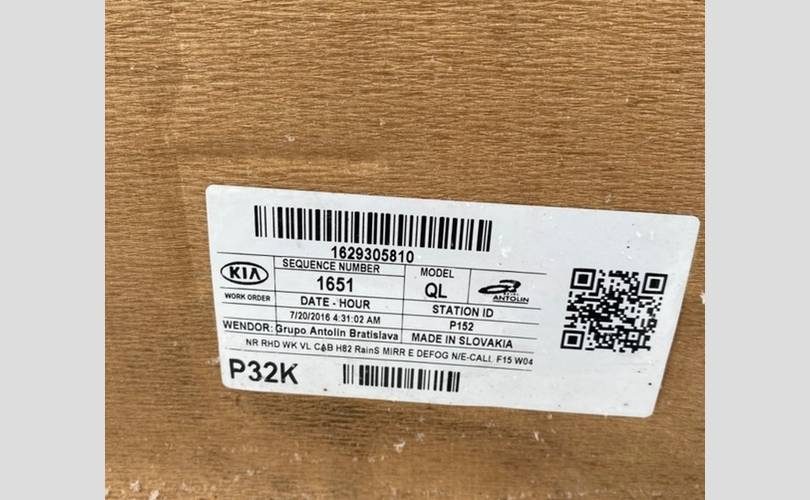 1629305810
KIA
SEQUENCE NUMBER
MODEL
1651
QL
ANTOLIN
WORK ORDER
DATE - HOUR
STATION ID
7/20/2016 4:31:02 AM
P152
WENDOR: Grupo Antolin Bratislava
MADE IN SLOVAKIA
NR RHD WK VL CAB H82 RainS MIRR E DEFOG N/E-CALL F15 W04
P32K